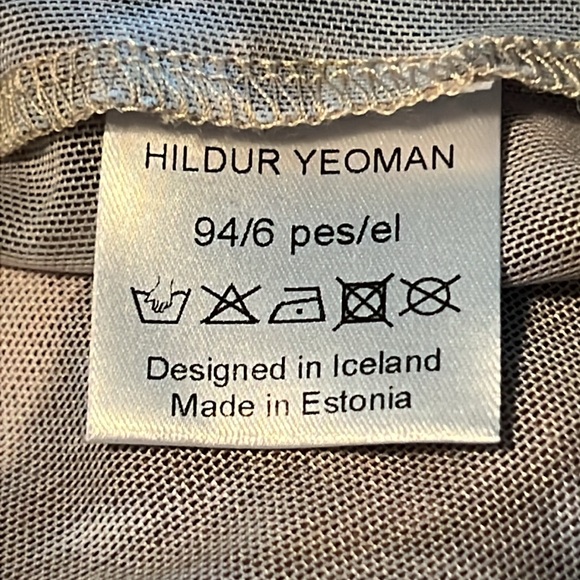 HILDUR YEOMAN
94/6 pes/el
Designed in Iceland
Made in Estonia